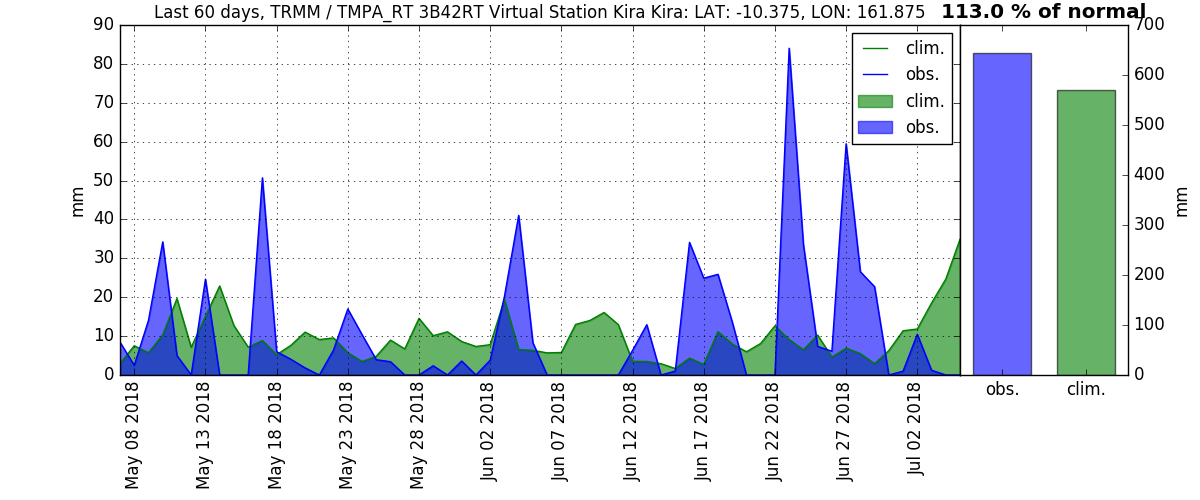 Last 60 days, TRMM / TMPA_RT 3B42RT Virtual Station Kira Kira: LAT: -10.375, LON: 161.875 113.0 % of normal
mm
90
80
70
60
50
40
30
20
10
0
May 08 2018
May 13 2018
May 18 2018
May 23 2018
May 28 2018
Jun 02 2018
Jun 07 2018
Jun 12 2018
Jun 17 2018
Jun 22 2018
Jun 27 2018
Jul 02 2018
clim.
obs.
clim.
obs.
700
600
500
400
300
200
100
0
mm
obs.
clim.